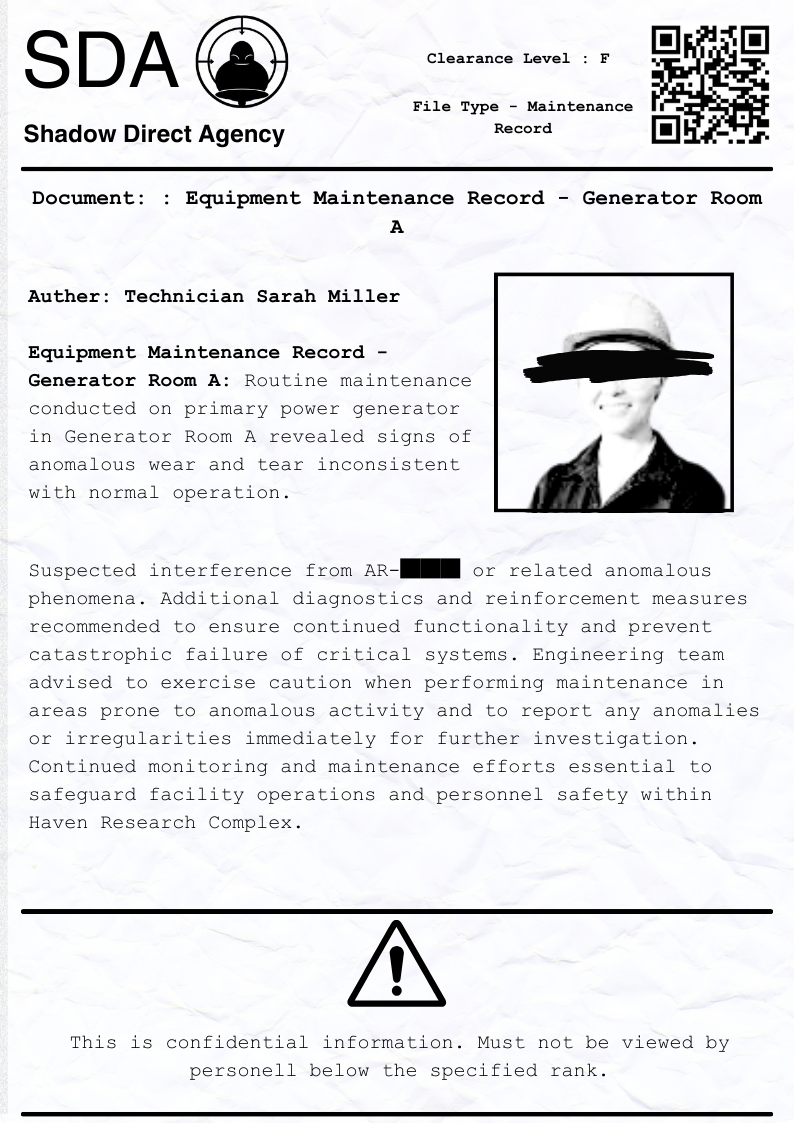 SDA
Shadow Direct Agency
Clearance Level : F
File Type - Maintenance
Record
Document: : Equipment Maintenance Record - Generator Room
A
Auther: Technician Sarah Miller
Equipment Maintenance Record -
Generator Room A: Routine maintenance
conducted on primary power generator
in Generator Room A revealed signs of
anomalous wear and tear inconsistent
with normal operation.
Suspected interference from AR-████ or related anomalous
phenomena. Additional diagnostics and reinforcement measures
recommended to ensure continued functionality and prevent
catastrophic failure of critical systems. Engineering team
advised to exercise caution when performing maintenance in
areas prone to anomalous activity and to report any anomalies
or irregularities immediately for further investigation.
Continued monitoring and maintenance efforts essential to
safeguard facility operations and personnel safety within
Haven Research Complex.
This is confidential information. Must not be viewed by
personell below the specified rank.